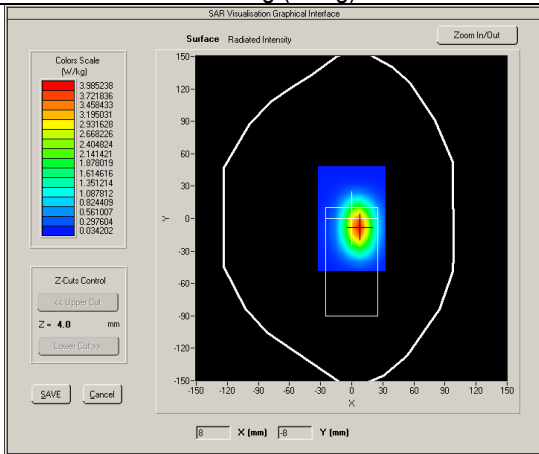 SAR Visualisation Graphical Interface
Surface Radiated Intensity
Zoom In/Out
Colors Scale
(W/kg)
3.985238
3.721836
3.458433
3.195031
2.931628
2.668226
2.404824
2.141421
1.878019
1.614616
1.351214
1.087812
0.824409
0.561007
0.297604
0.034202
Z-Cuts Control
<< Upper Cut
Z = 4.0 mm
Lower Cut >>
SAVE Cancel
150
120
90
60
30
0
-30
-60
-90
-120
-150
Y
-150 -120 -90 -60 -30 0 30 60 90 120 150
X
8 X (mm) -8 Y (mm)